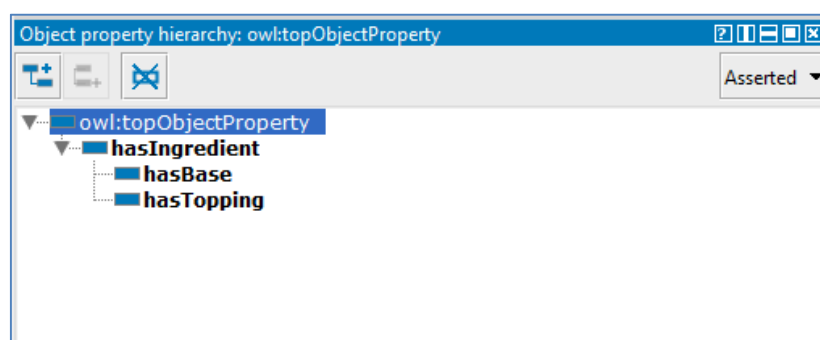 Object property hierarchy: owl:topObjectProperty
Asserted
owl:topObjectProperty
hasIngredient
hasBase
hasTopping